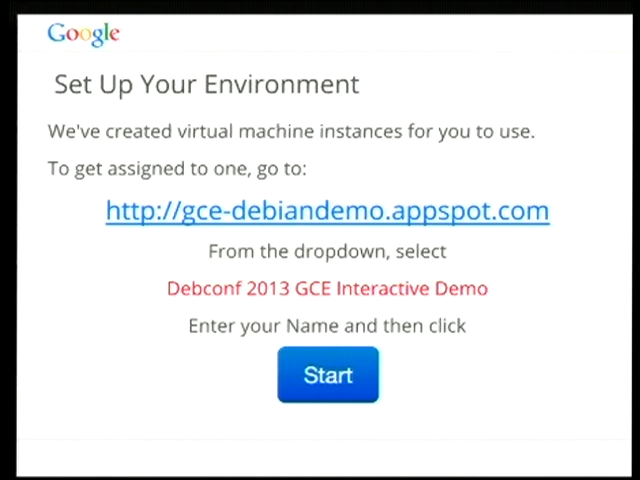 Google
Set Up Your Environment
We've created virtual machine instances for you to use.
To get assigned to one, go to:
http://gce-debiandemo.appspot.com
From the dropdown, select
Debconf 2013 GCE Interactive Demo
Enter your Name and then click
Start